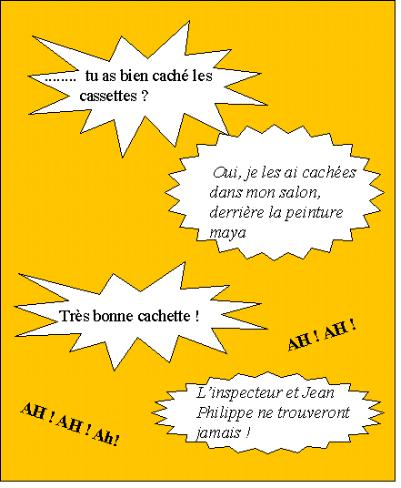 ........ tu as bien caché les
cassettes ?
Oui, je les ai cachées
dans mon salon,
derrière la peinture
maya
Très bonne cachette !
AH ! AH !
L'inspecteur et Jean
Philippe ne trouveront
jamais !
AH ! AH ! Ah!